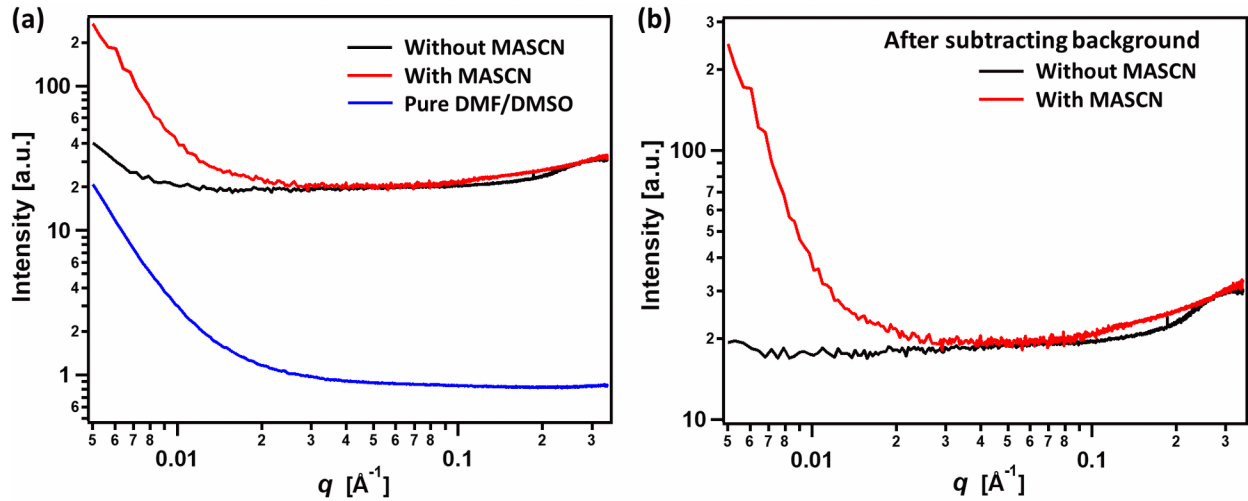 (a)
Without MASCN
With MASCN
Pure DMF/DMSO
Intensity [a.u.]
2
100
6
4
2
10
6
4
2
1
8
6
5 6 7 8 0.01 2 3 4 5 6 7 8 0.1 2 3
q [Å-1]
(b)
After subtracting background
Without MASCN
With MASCN
Intensity [a.u.]
3
2
100
7
6
5
4
3
2
10
5 6 7 8 0.01 2 3 4 5 6 7 8 0.1 2 3
q [Å-1]